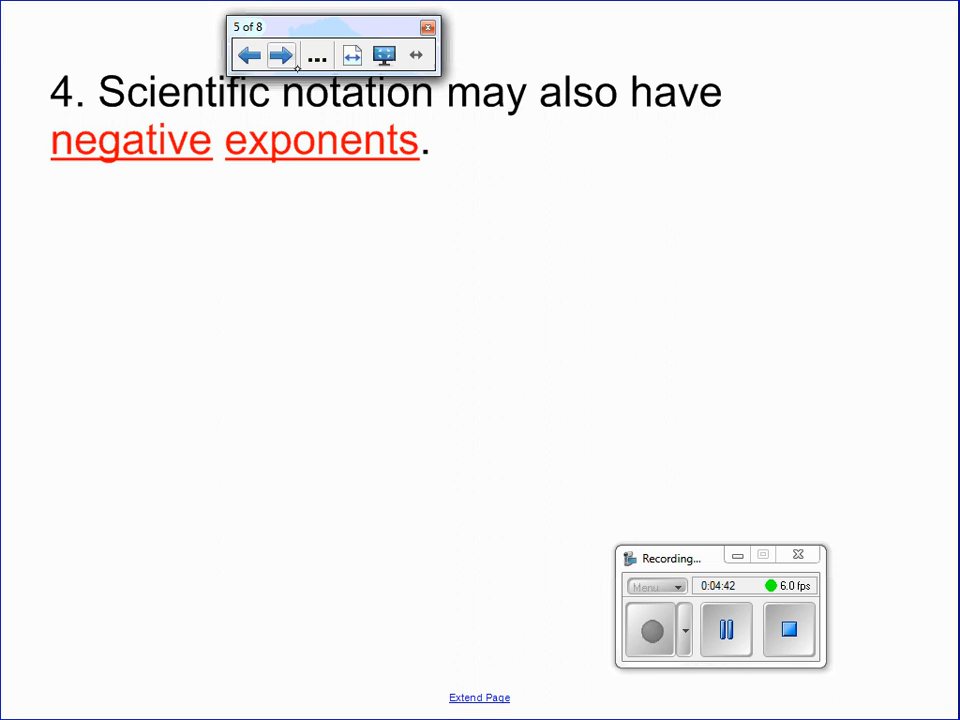 5 of 8
...
4. Scientific notation may also have
negative exponents.
Recording...
Menu
0:04:42
6.0 fps
Extend Page